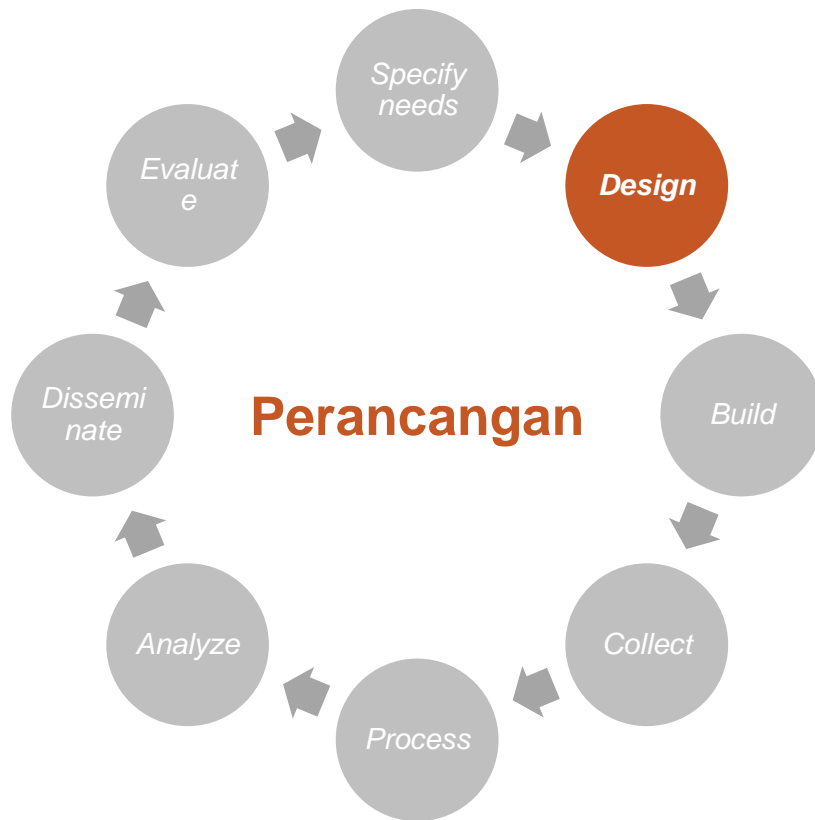 Specify
needs
Design
Build
Collect
Process
Analyze
Dissemi
nate
Evaluat
e
Perancangan